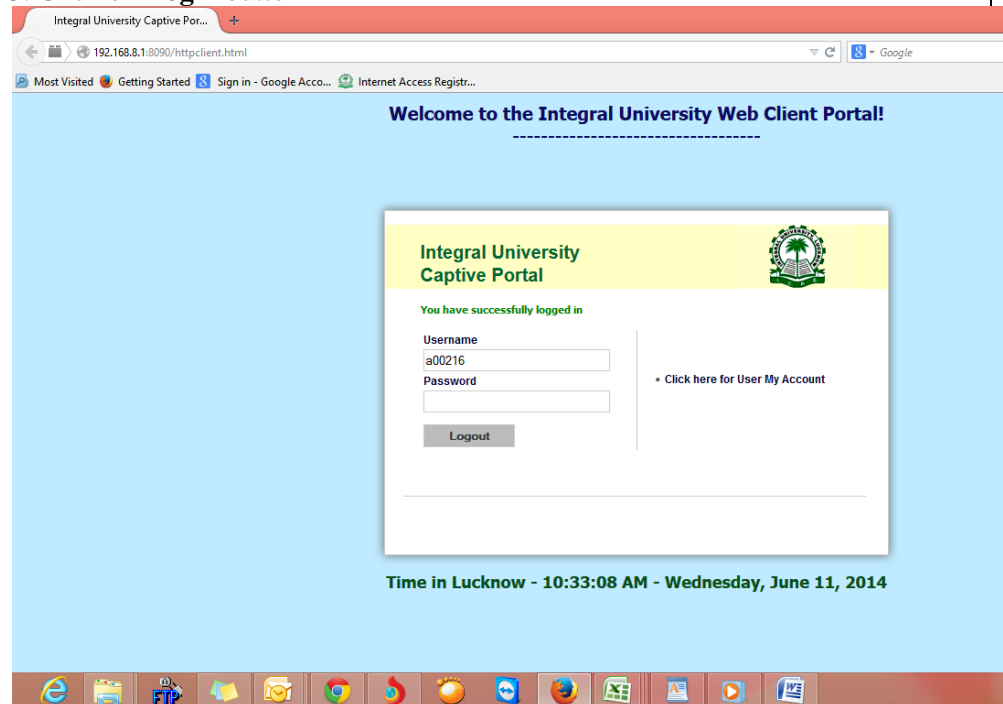 Integral University Captive Por...
192.168.8.1:8090/httpclient.html
8 Google
Most Visited Getting Started 8 Sign in - Google Acco... Internet Access Registr...
Welcome to the Integral University Web Client Portal!
-----------------------------------
Integral University
Captive Portal
You have successfully logged in
Username
a00216
Password
• Click here for User My Account
Logout
Time in Lucknow - 10:33:08 AM - Wednesday, June 11, 2014
FTP